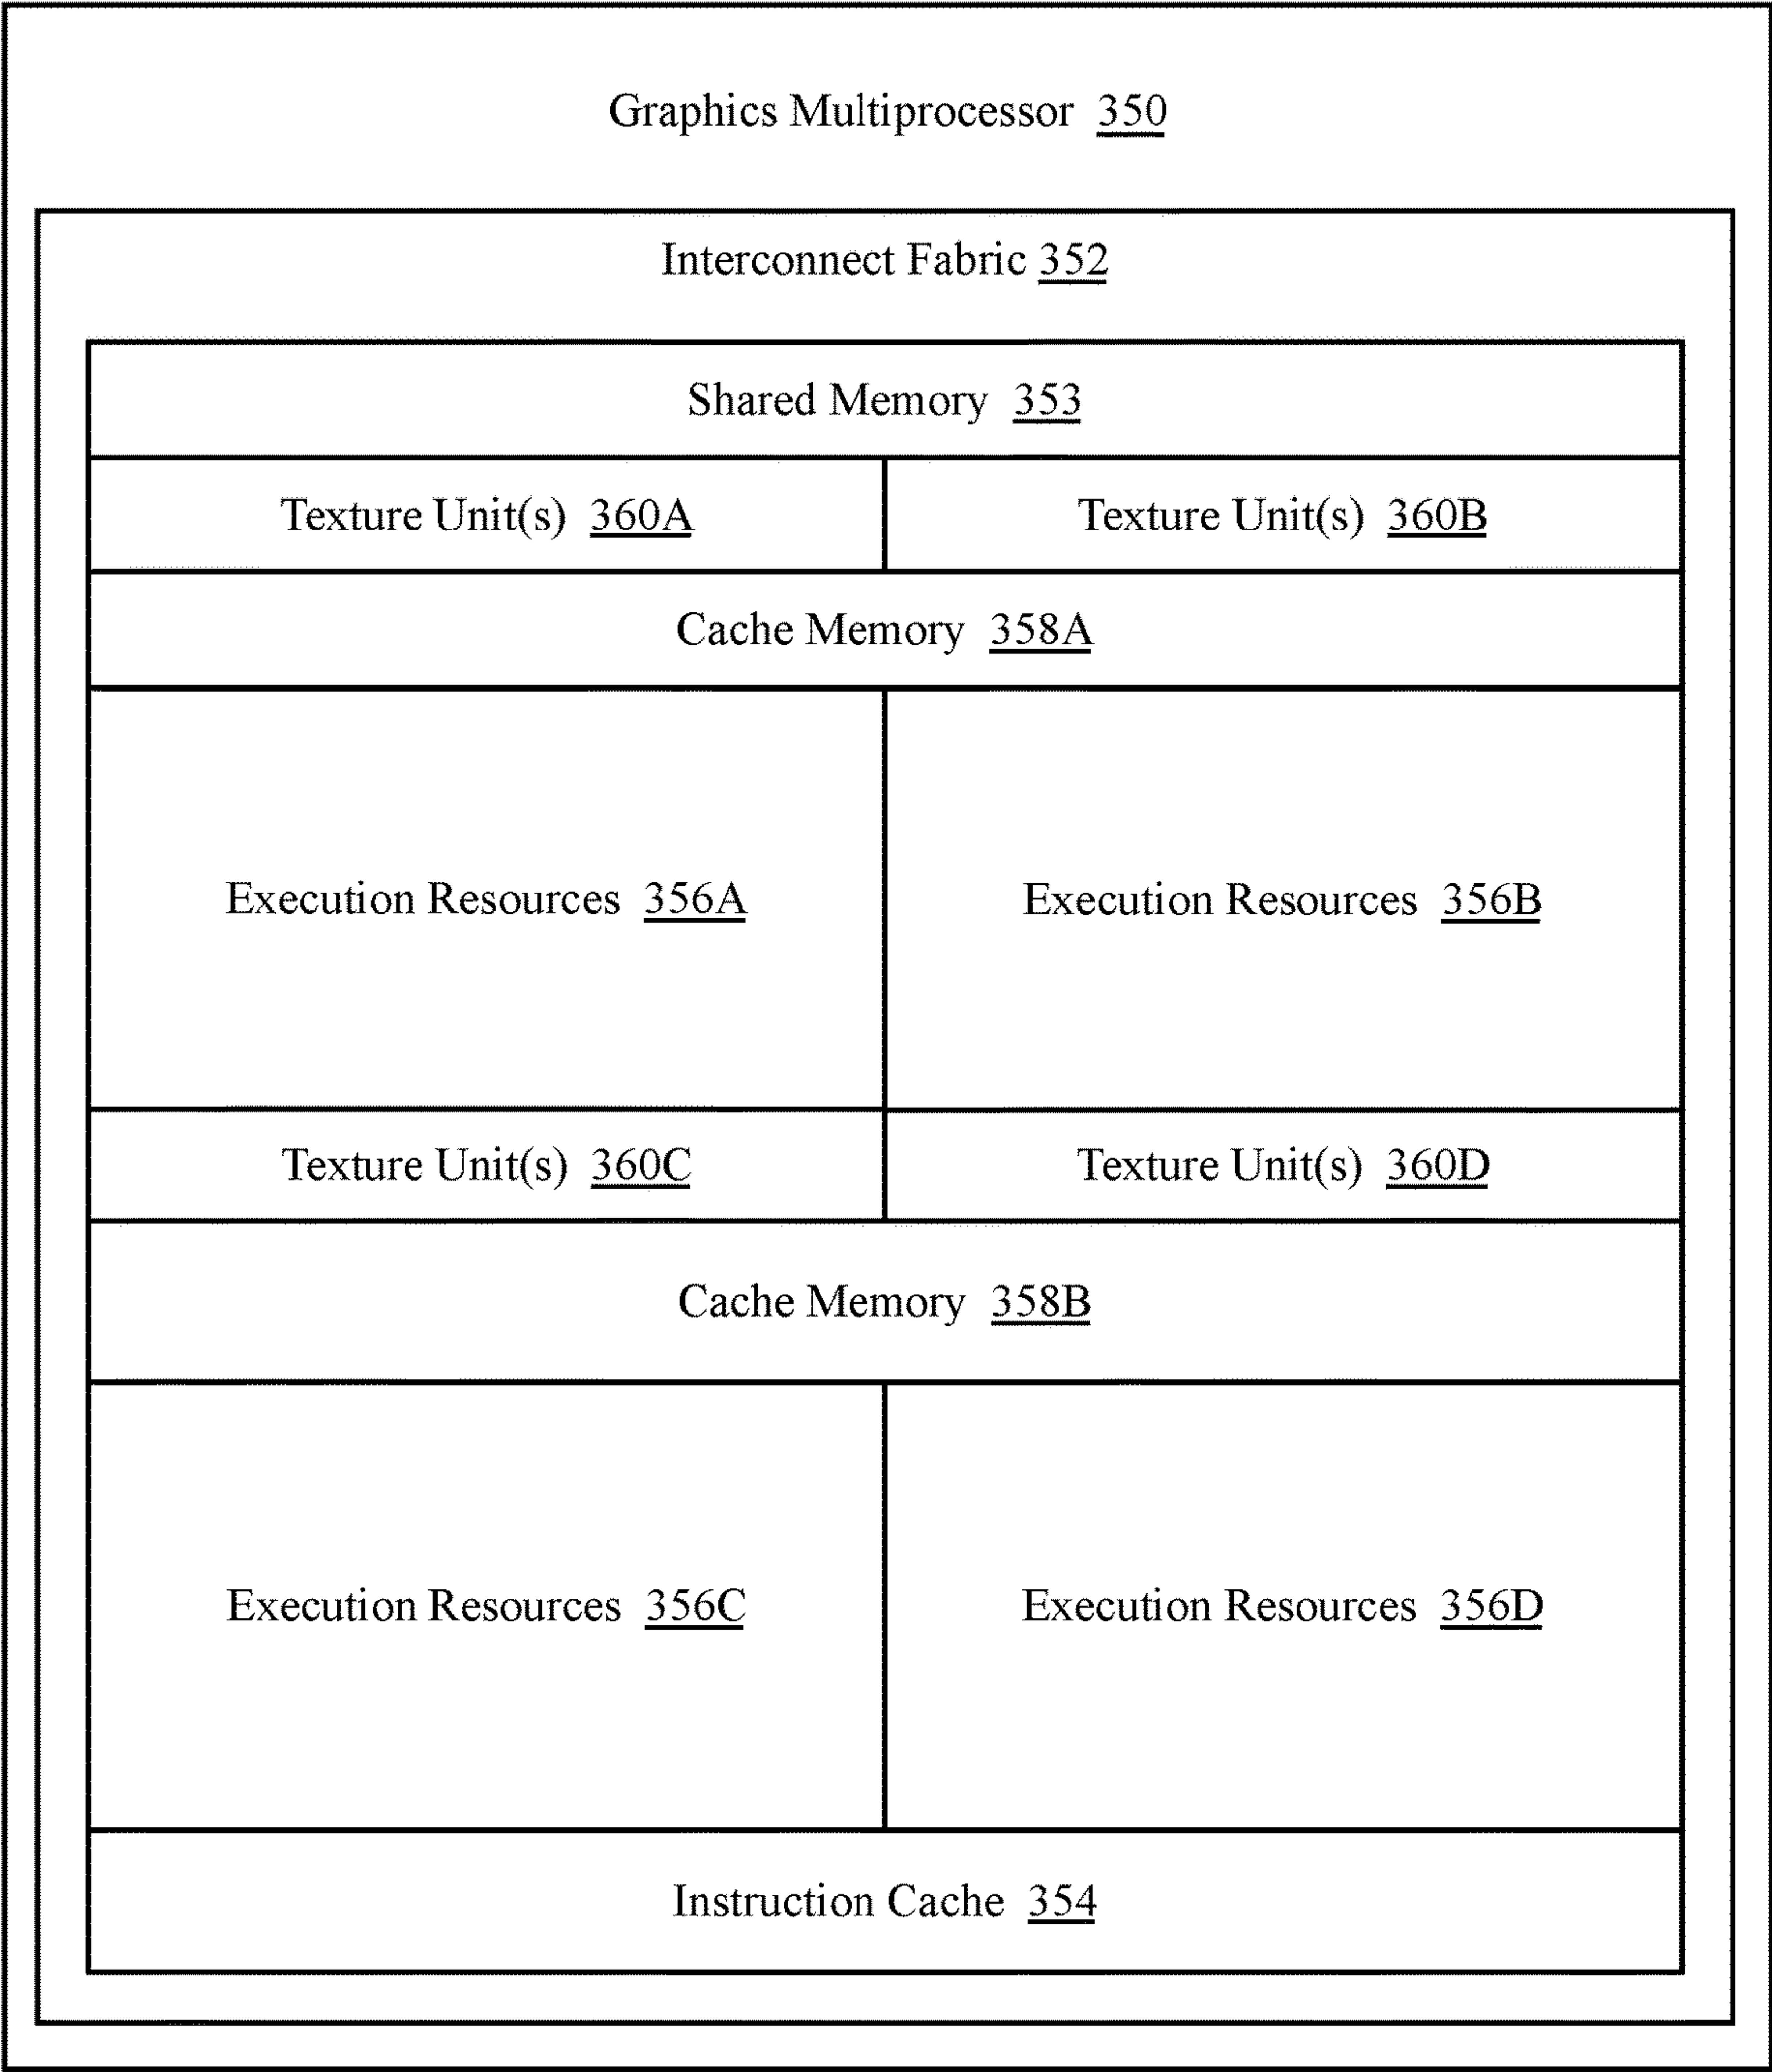 Graphics Multiprocessor 350
Interconnect Fabric 352
Shared Memory 353
Texture Unit(s) 360A
Texture Unit(s) 360B
Cache Memory 358A
Execution Resources 356A
Execution Resources 356B
Texture Unit(s) 360C
Texture Unit(s) 360D
Cache Memory 358B
Execution Resources 356C
Execution Resources 356D
Instruction Cache 354